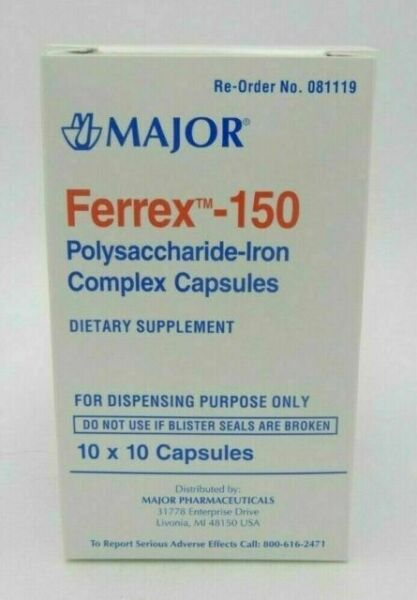 Re-Order No. 081119
MAJOR®
Ferrex™-150
Polysaccharide-Iron
Complex Capsules
DIETARY SUPPLEMENT
FOR DISPENSING PURPOSE ONLY
DO NOT USE IF BLISTER SEALS ARE BROKEN
10 x 10 Capsules
Distributed by:
MAJOR PHARMACEUTICALS
31778 Enterprise Drive
Livonia, MI 48150 USA
To Report Serious Adverse Effects Call: 800-616-2471